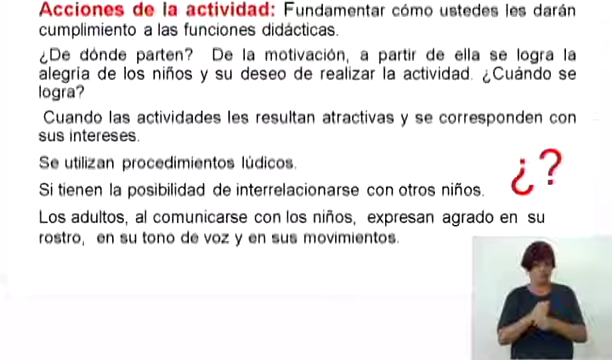 Acciones de la actividad: Fundamentar cómo ustedes les darán
cumplimiento a las funciones didácticas.
¿De dónde parten? De la motivación, a partir de ella se logra la
alegria de los niños y su deseo de realizar la actividad. ¿Cuándo se
logra?
Cuando las actividades les resultan atractivas y se corresponden con
sus intereses.
Se utilizan procedimientos lúdicos.
¿?
Si tienen la posibilidad de interrelacionarse con otros niños.
Los adultos, al comunicarse con los niños, expresan agrado en su
rostro, en su tono de voz y en sus movimientos.